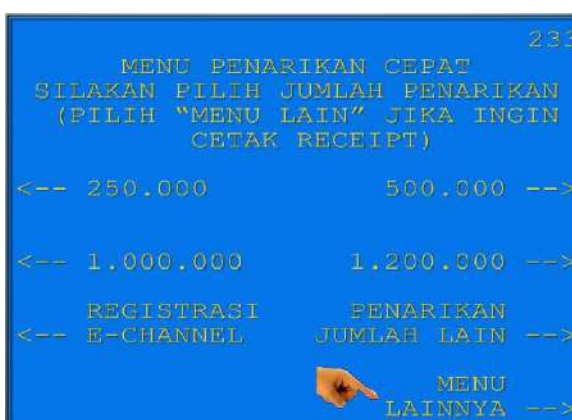 233
MENU PENARIKAN CEPAT
SILAKAN PILIH JUMLAH PENARIKAN
(PILIH “MENU LAIN” JIKA INGIN
CETAK RECEIPT)
<-- 250.000 500.000 -->
<-- 1.000.000 1.200.000 -->
REGISTRASI PENARIKAN
<-- E-CHANNEL JUMLAH LAIN -->
MENU
LAINNYA -->